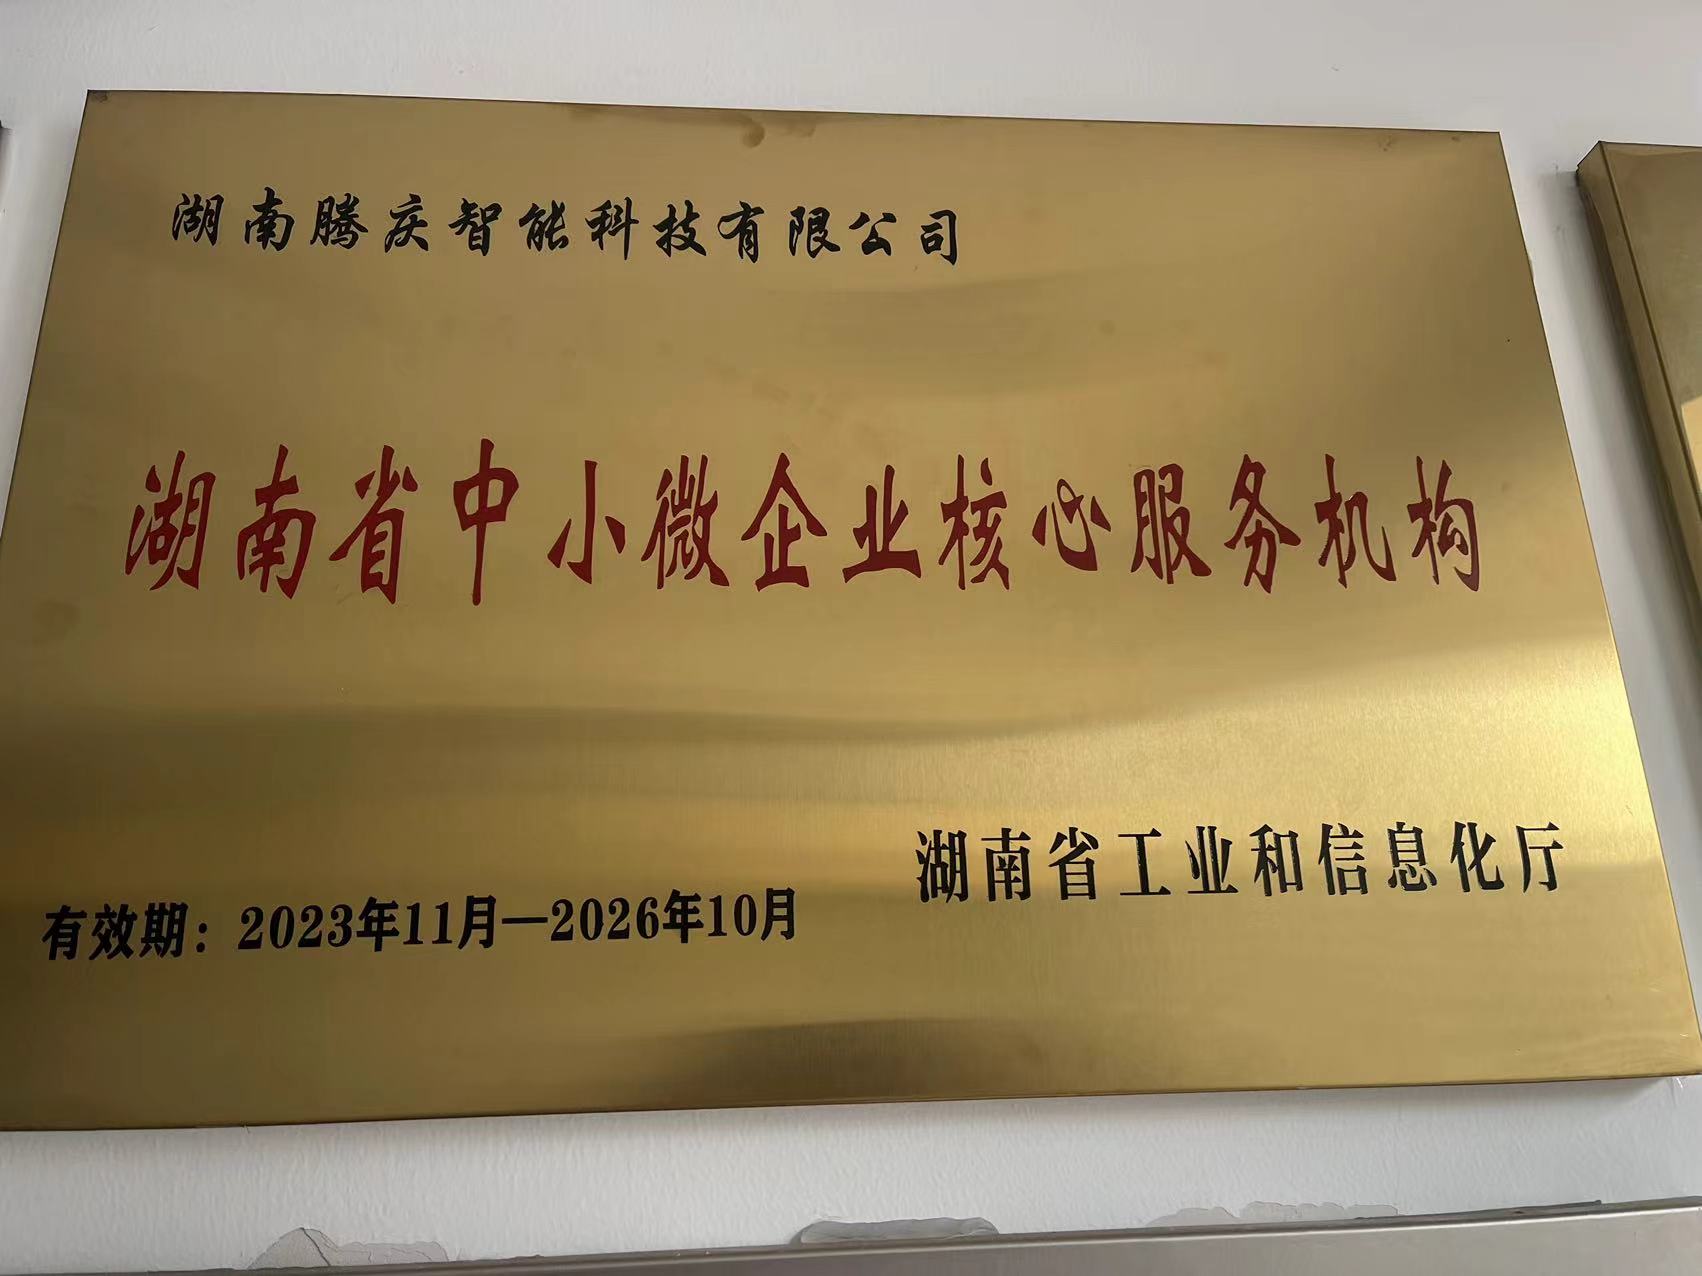 湖南腾庆智能科技有限公司
湖南省中小微企业核心服务机构
湖南省工业和信息化厅
有效期：2023年11月—2026年10月